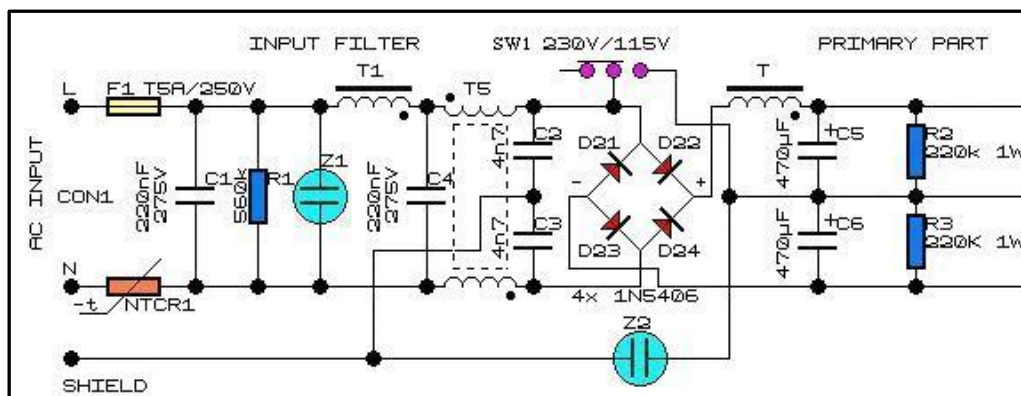 INPUT FILTER
SW1 230V/115V
PRIMARY PART
T1
T
L
F1 T5A/250V
T5
AC INPUT
CON1
220nF
275V
C1
560k
R1
Z1
220nF
275V
C4
4n7
C2
4n7
C3
D21
D22
-
+
D23
D24
4x 1N5406
470µF
+C5
470µF
+C6
R2
220k 1W
R3
220K 1W
N
-t
NTCR1
Z2
SHIELD